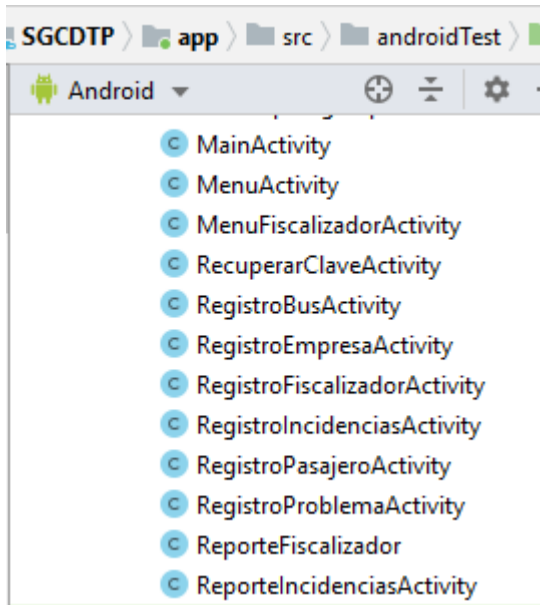 SGCDTP app src androidTest
Android
C MainActivity
C MenuActivity
C MenuFiscalizadorActivity
C RecuperarClaveActivity
C RegistroBusActivity
C RegistroEmpresaActivity
C RegistroFiscalizadorActivity
C RegistroIncidenciasActivity
C RegistroPasajeroActivity
C RegistroProblemaActivity
C ReporteFiscalizador
C ReporteIncidenciasActivity